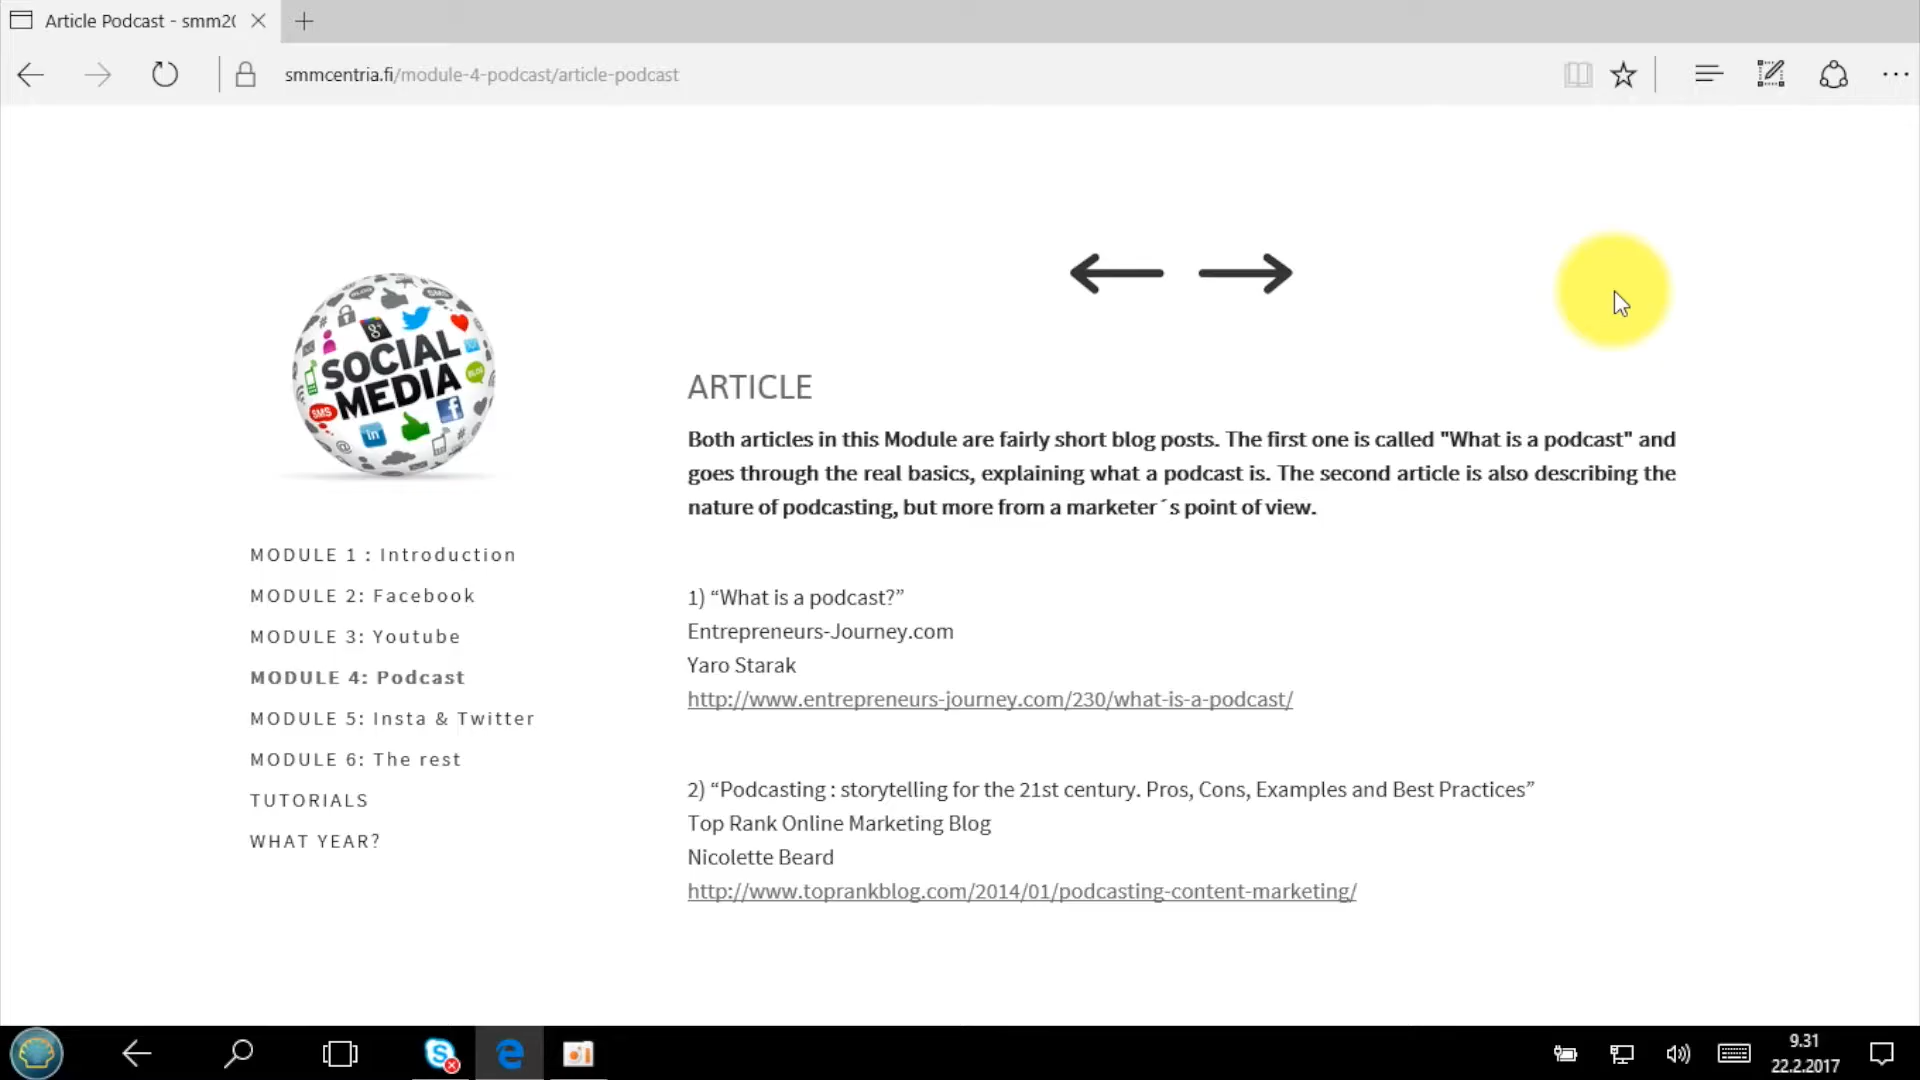 Article Podcast - smm20
smmcentria.fi/module-4-podcast/article-podcast
BLOG
SMS
g+
SOCIAL
MEDIA
BLOG
SMS
f
in
@
MODULE 1 : Introduction
MODULE 2: Facebook
MODULE 3: Youtube
MODULE 4: Podcast
MODULE 5: Insta & Twitter
MODULE 6: The rest
TUTORIALS
WHAT YEAR?
ARTICLE
Both articles in this Module are fairly short blog posts. The first one is called "What is a podcast" and
goes through the real basics, explaining what a podcast is. The second article is also describing the
nature of podcasting, but more from a marketer´s point of view.
1) “What is a podcast?”
Entrepreneurs-Journey.com
Yaro Starak
http://www.entrepreneurs-journey.com/230/what-is-a-podcast/
2) “Podcasting : storytelling for the 21st century. Pros, Cons, Examples and Best Practices”
Top Rank Online Marketing Blog
Nicolette Beard
http://www.toprankblog.com/2014/01/podcasting-content-marketing/
9.31
22.2.2017